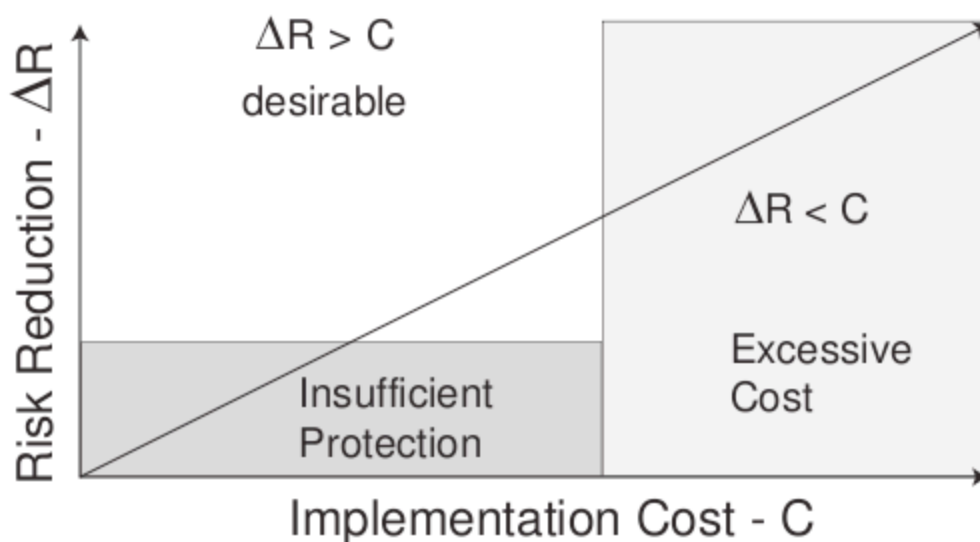 Risk Reduction - ΔR
ΔR > C
desirable
ΔR < C
Excessive
Cost
Insufficient
Protection
Implementation Cost - C